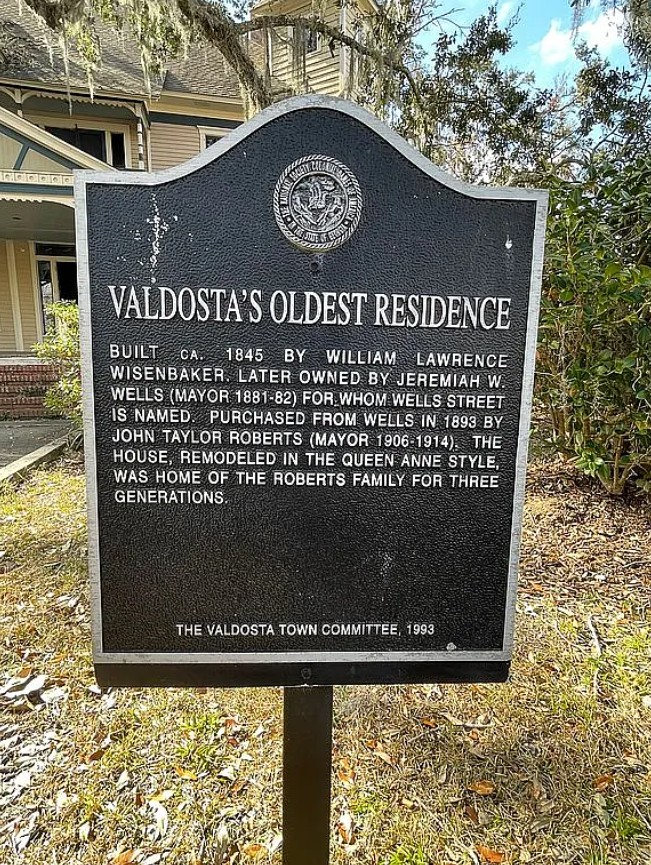 VALDOSTA'S OLDEST RESIDENCE
BUILT CA. 1845 BY WILLIAM LAWRENCE
WISENBAKER. LATER OWNED BY JEREMIAH W.
WELLS (MAYOR 1881-82) FOR WHOM WELLS STREET
IS NAMED. PURCHASED FROM WELLS IN 1893 BY
JOHN TAYLOR ROBERTS (MAYOR 1906-1914). THE
HOUSE, REMODELED IN THE QUEEN ANNE STYLE,
WAS HOME OF THE ROBERTS FAMILY FOR THREE
GENERATIONS.
THE VALDOSTA TOWN COMMITTEE, 1993